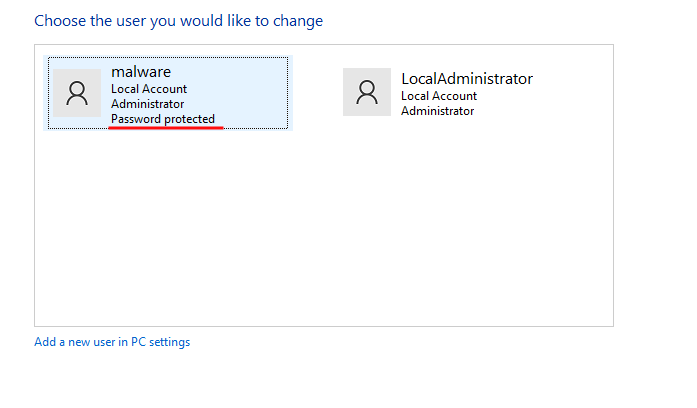 Choose the user you would like to change
malware
Local Account
Administrator
Password protected
LocalAdministrator
Local Account
Administrator
Add a new user in PC settings